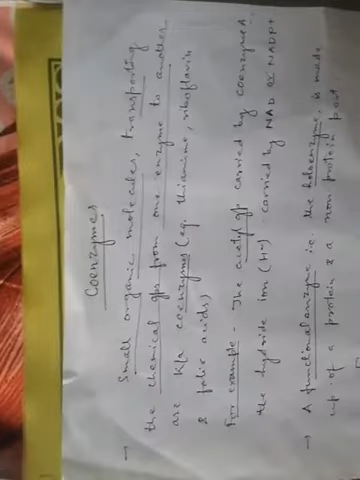 Coenzymes
→ Small organic molecules, transporting
the chemical gps from one enzyme to another
are k/a coenzymes (eg. thiamine, riboflavin
& folic acids)
For example - The acetyl gp carried by coenzyme A.
the hydride ion (H-) carried by NAD or NADP+
→ A functional enzyme i.e. the holoenzyme, is made
up of a protein & a non protein part.